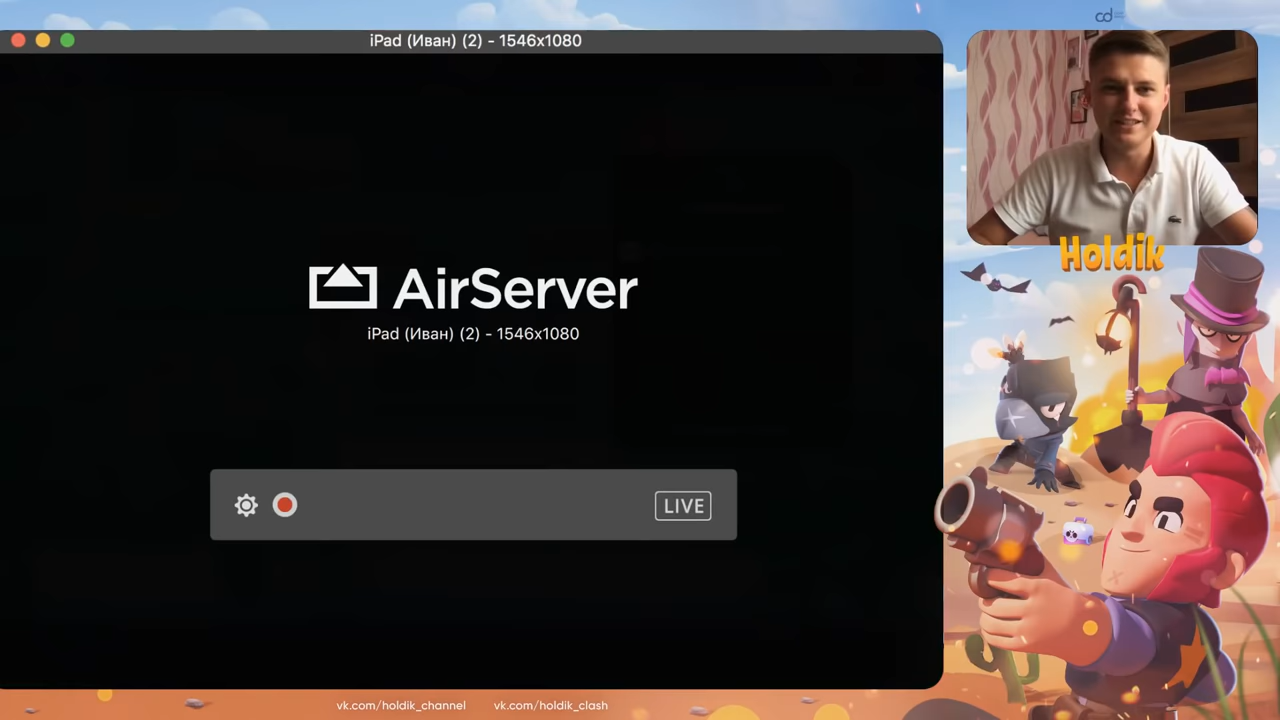 cd
iPad (Иван) (2) - 1546x1080
Holdik
AirServer
iPad (Иван) (2) - 1546x1080
LIVE
vk.com/holdik_channel
vk.com/holdik_clash